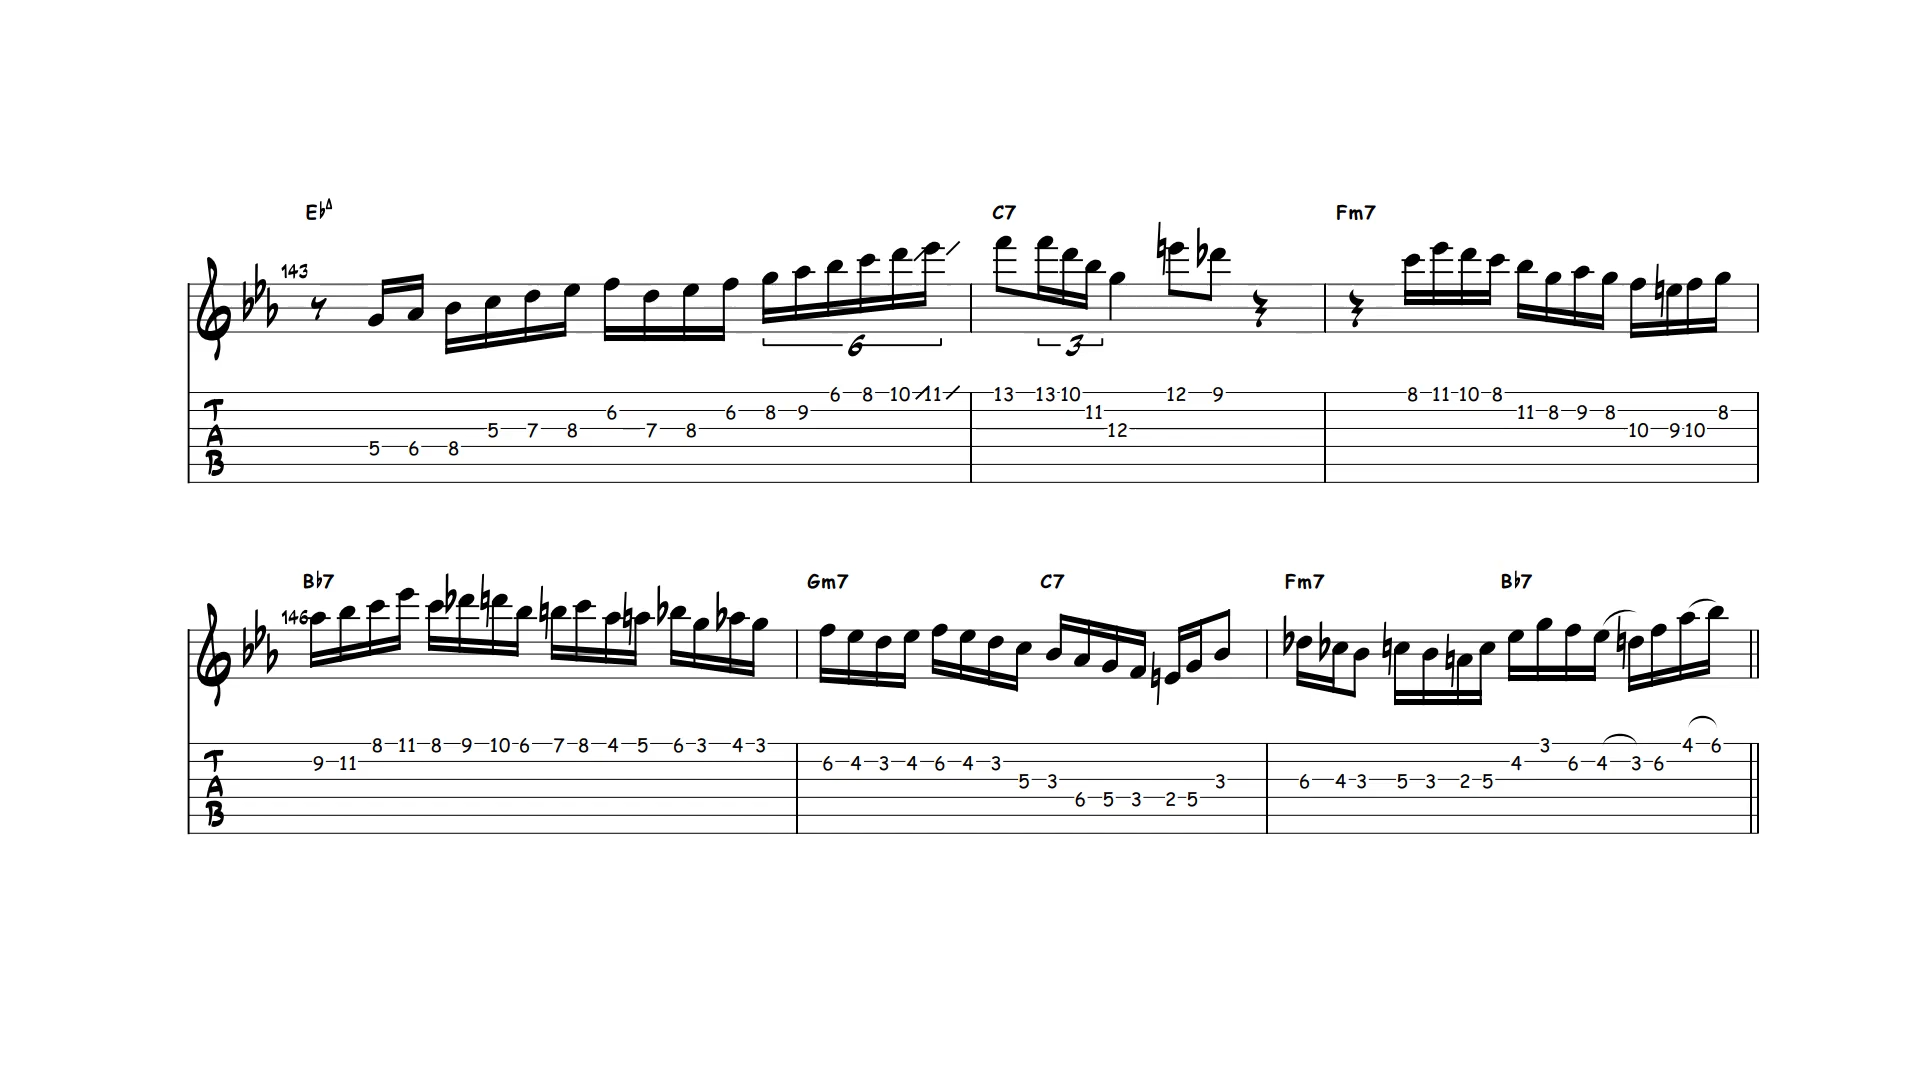 E♭Δ C7 Fm7
143
6 3
T A B
6 8 10 11 13 13 10 12 9 8 11 10 8
6 6 8 9 11 11 8 9 8 8
5 7 8 7 8 12 10 9 10
5 6 8
B♭7 Gm7 C7 Fm7 B♭7
146
T A B
8 11 8 9 10 6 7 8 4 5 6 3 4 3 3 4 6
9 11 6 4 3 4 6 4 3 4 6 4 3 6
5 3 3 6 4 3 5 3 2 5
6 5 3 2 5